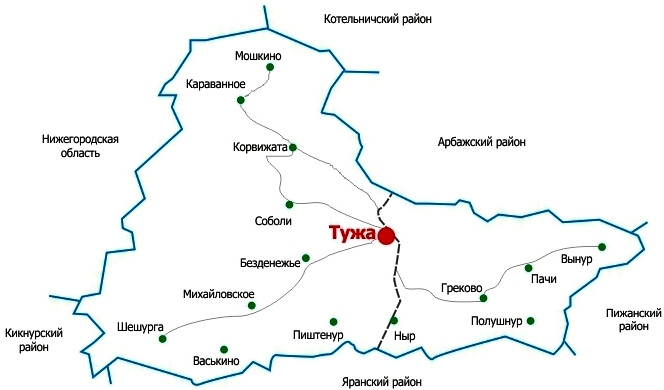 Котельничский район
Мошкино
Караванное
Нижегородская
область
Корвижата
Арбажский район
Соболи
Тужа
Безденежье
Вынур
Пачи
Греково
Михайловское
Пижанский
район
Кикнурский
район
Шешурга
Пиштенур
Ныр
Полушнур
Васькино
Яранский район